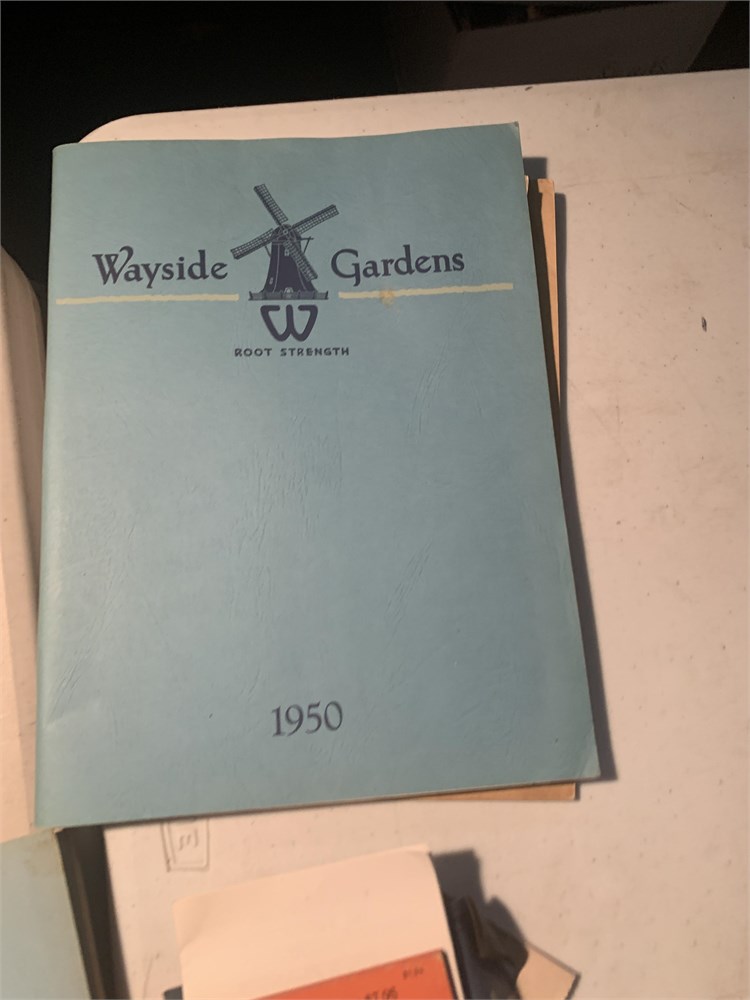 Wayside Gardens
W
ROOT STRENGTH
1950